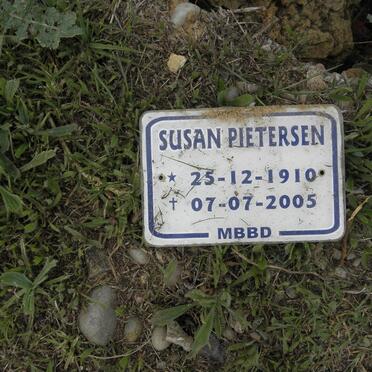 SUSAN PIETERSEN
★ 25-12-1910
✝ 07-07-2005
MBBD